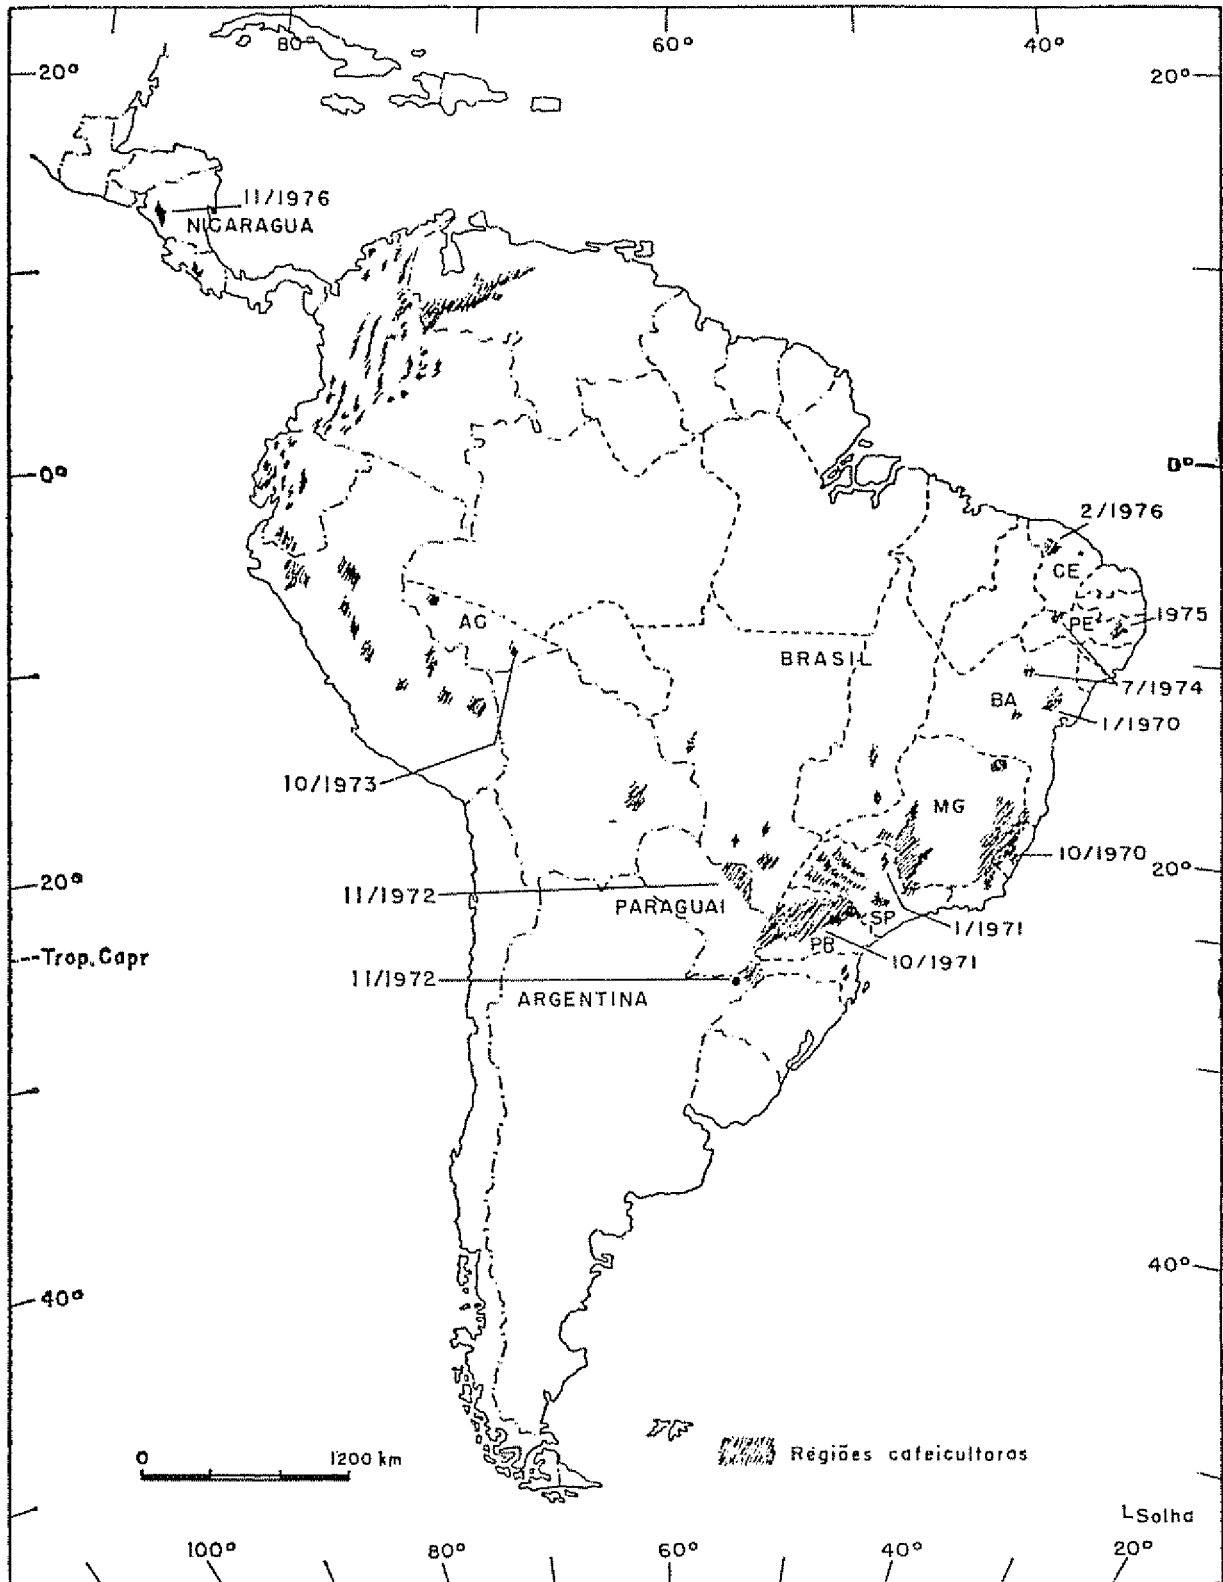 80° 60° 40°
20° 20°
11/1976
NICARAGUA
0° 0°
2/1976
CE
1975
PE
AC
BRASIL
7/1974
BA
1/1970
10/1973
MG
10/1970
20° 20°
11/1972
PARAGUAI
SP
1/1971
PR
10/1971
Trop. Capr
11/1972
ARGENTINA
40°
40°
0 1200 km
Regiões cafeicultoras
LSolha
100° 80° 60° 20°